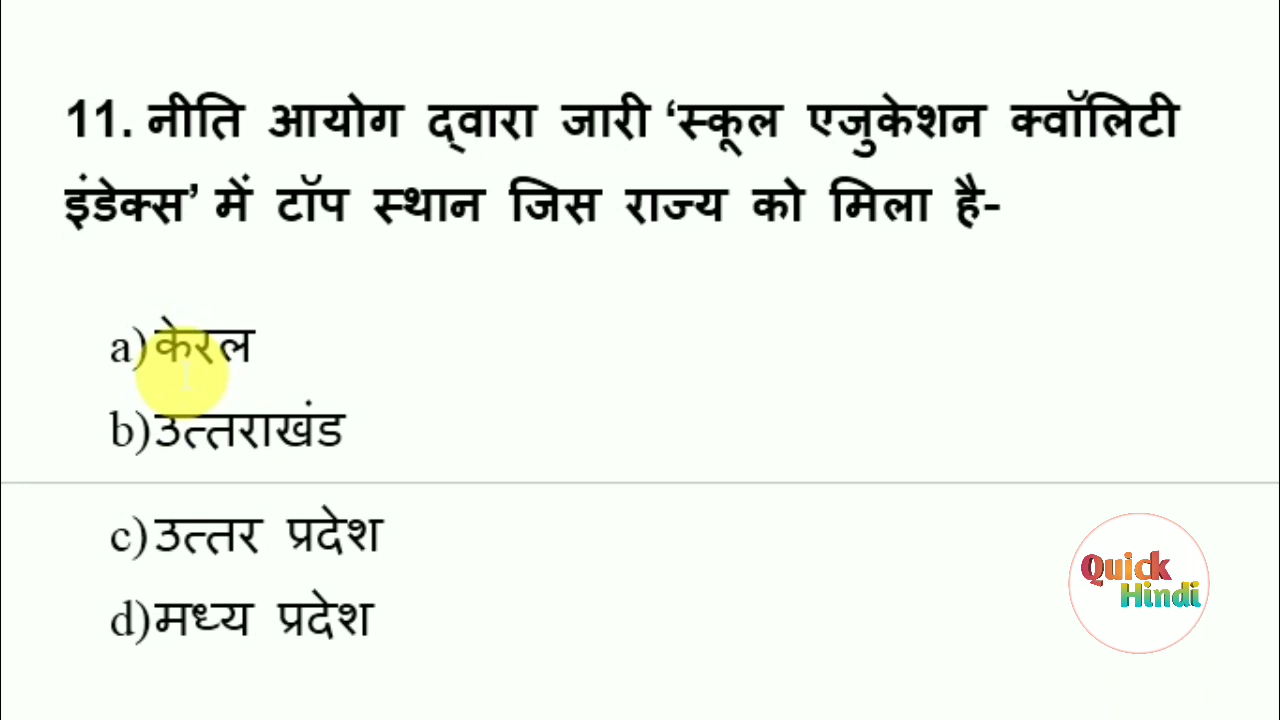 11. नीति आयोग द्वारा जारी ‘स्कूल एजुकेशन क्वॉलिटी
इंडेक्स’ में टॉप स्थान जिस राज्य को मिला है-
a) केरल
b) उत्तराखंड
c) उत्तर प्रदेश
d) मध्य प्रदेश
Quick
Hindi